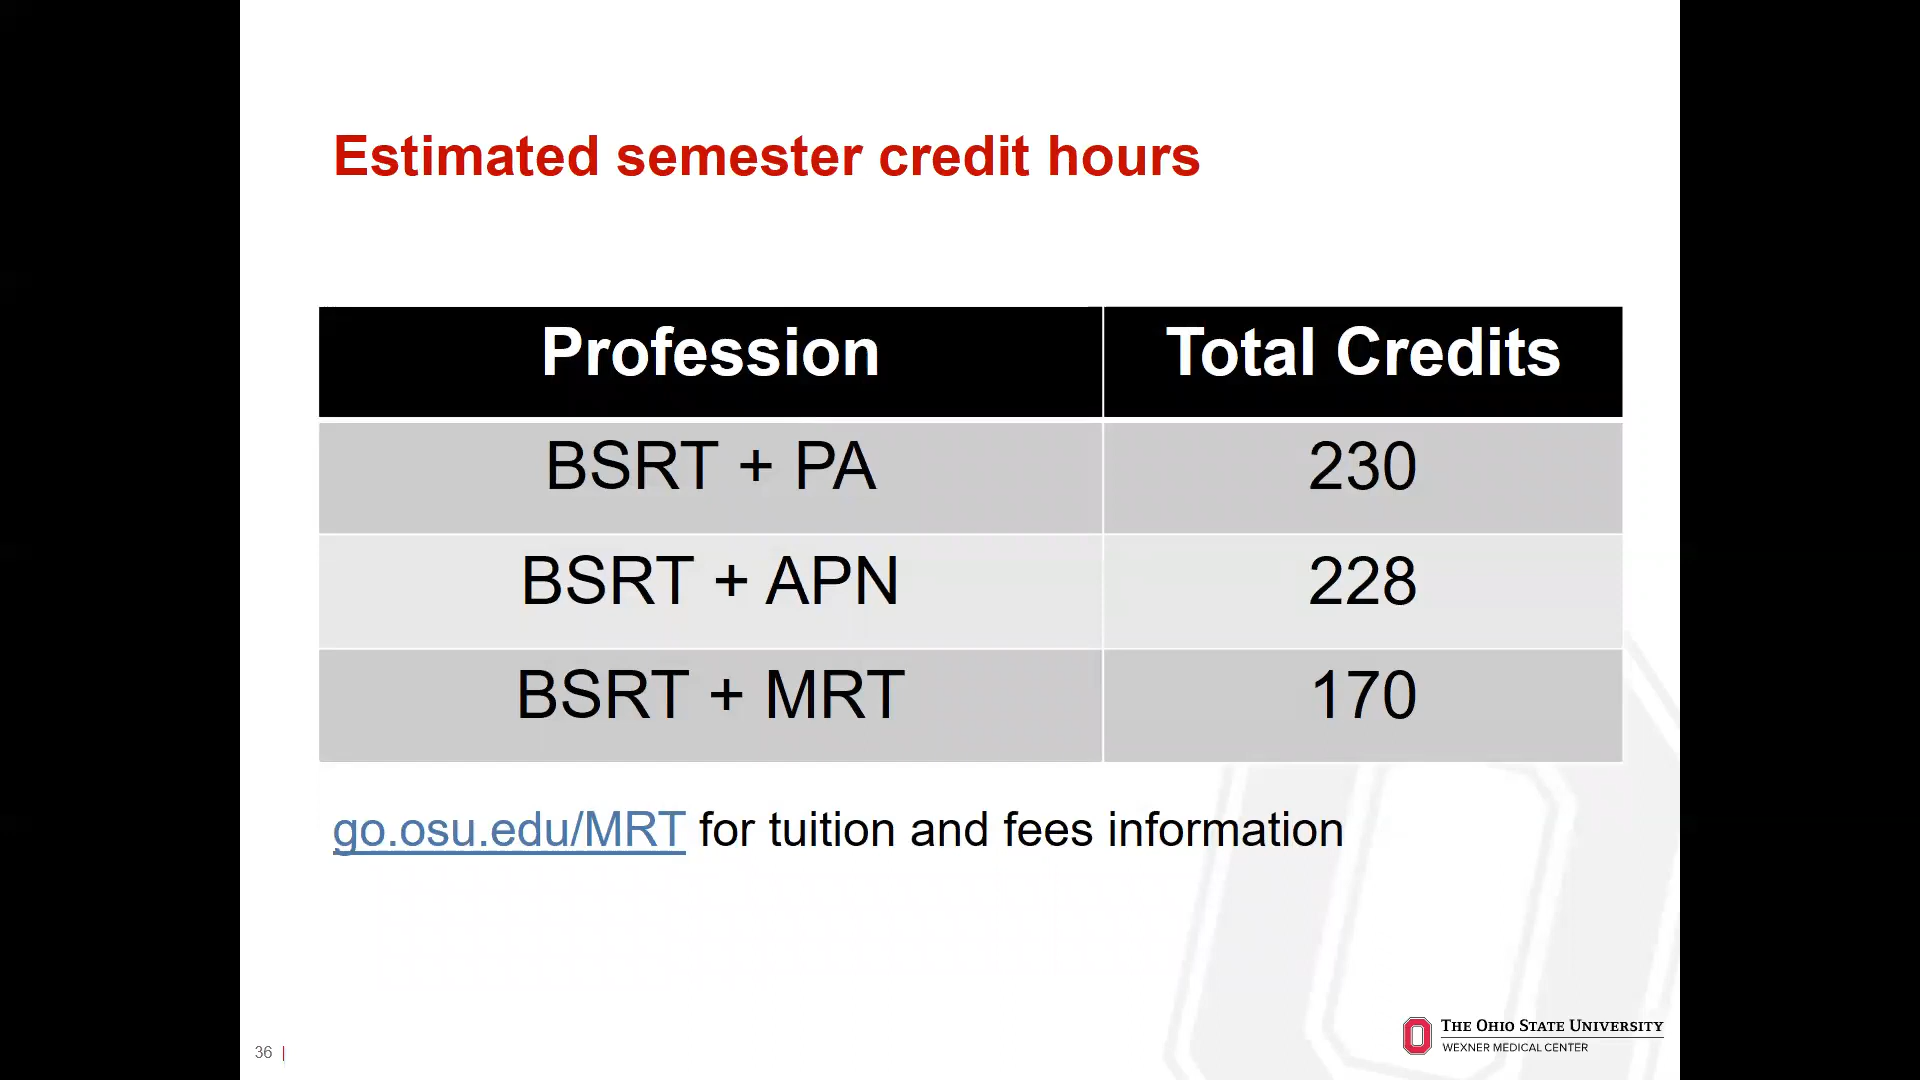 Estimated semester credit hours
Profession Total Credits
BSRT + PA 230
BSRT + APN 228
BSRT + MRT 170
go.osu.edu/MRT for tuition and fees information
36 |
THE OHIO STATE UNIVERSITY
WEXNER MEDICAL CENTER